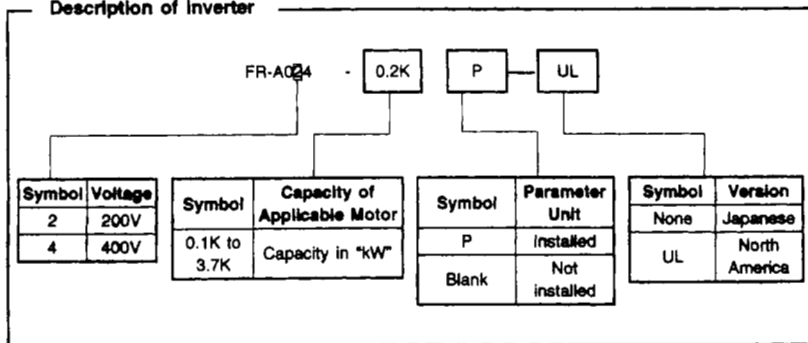 Description of Inverter
FR-A024 - 0.2K P UL
Symbol Voltage
2 200V
4 400V
Symbol Capacity of Applicable Motor
0.1K to 3.7K Capacity in "kW"
Symbol Parameter Unit
P Installed
Blank Not installed
Symbol Version
None Japanese
UL North America